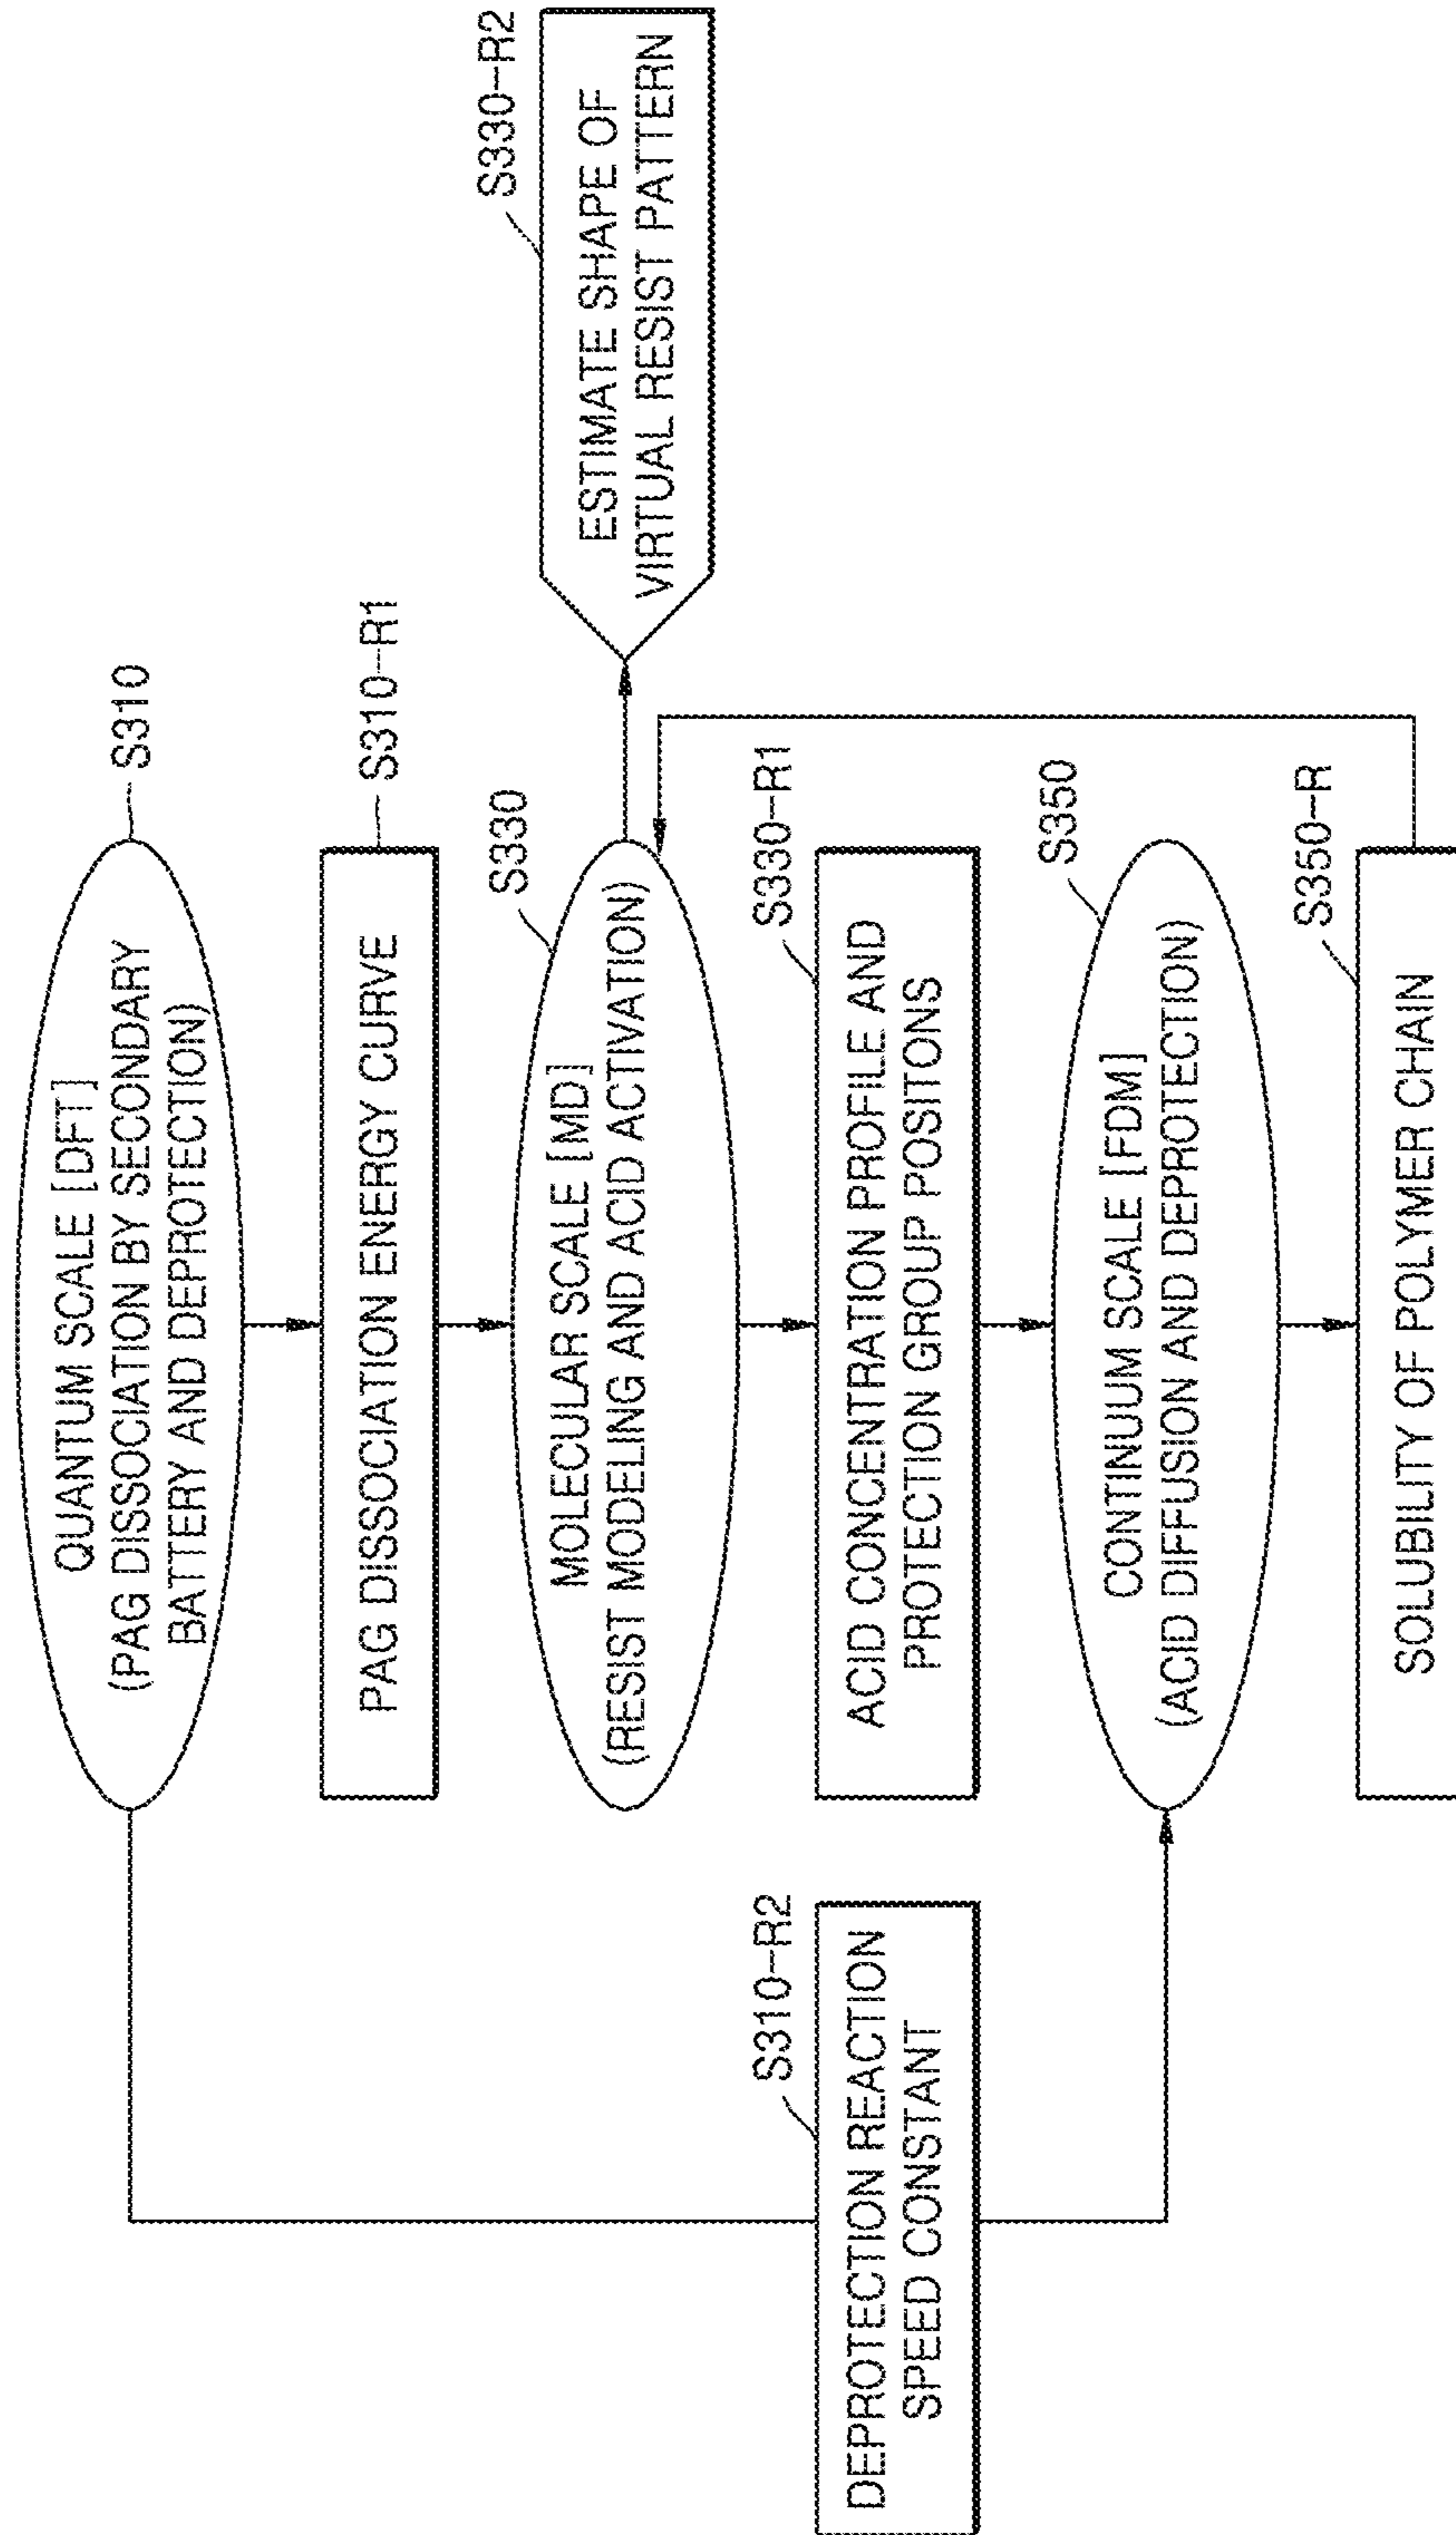 QUANTUM SCALE [DFT]
(PAG DISSOCIATION BY SECONDARY
BATTERY AND DEPROTECTION)
S310
PAG DISSOCIATION ENERGY CURVE
S310-R1
MOLECULAR SCALE [MD]
(RESIST MODELING AND ACID ACTIVATION)
S330
ESTIMATE SHAPE OF
VIRTUAL RESIST PATTERN
S330-R2
DEPROTECTION REACTION
SPEED CONSTANT
S310-R2
ACID CONCENTRATION PROFILE AND
PROTECTION GROUP POSITONS
S330-R1
CONTINUUM SCALE [FDM]
(ACID DIFFUSION AND DEPROTECTION)
S350
SOLUBILITY OF POLYMER CHAIN
S350-R